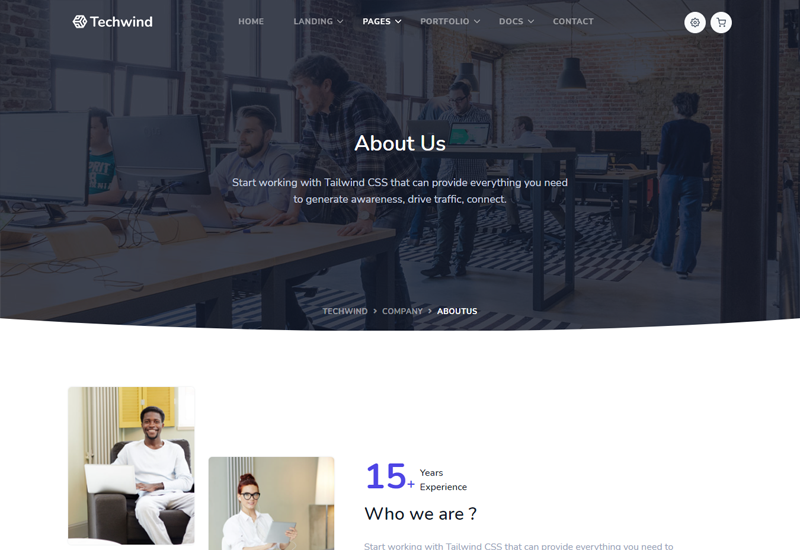 Techwind
HOME
LANDING
PAGES
PORTFOLIO
DOCS
CONTACT
About Us
Start working with Tailwind CSS that can provide everything you need
to generate awareness, drive traffic, connect.
TECHWIND > COMPANY > ABOUTUS
15+
Years
Experience
Who we are ?
Start working with Tailwind CSS that can provide everything you need to